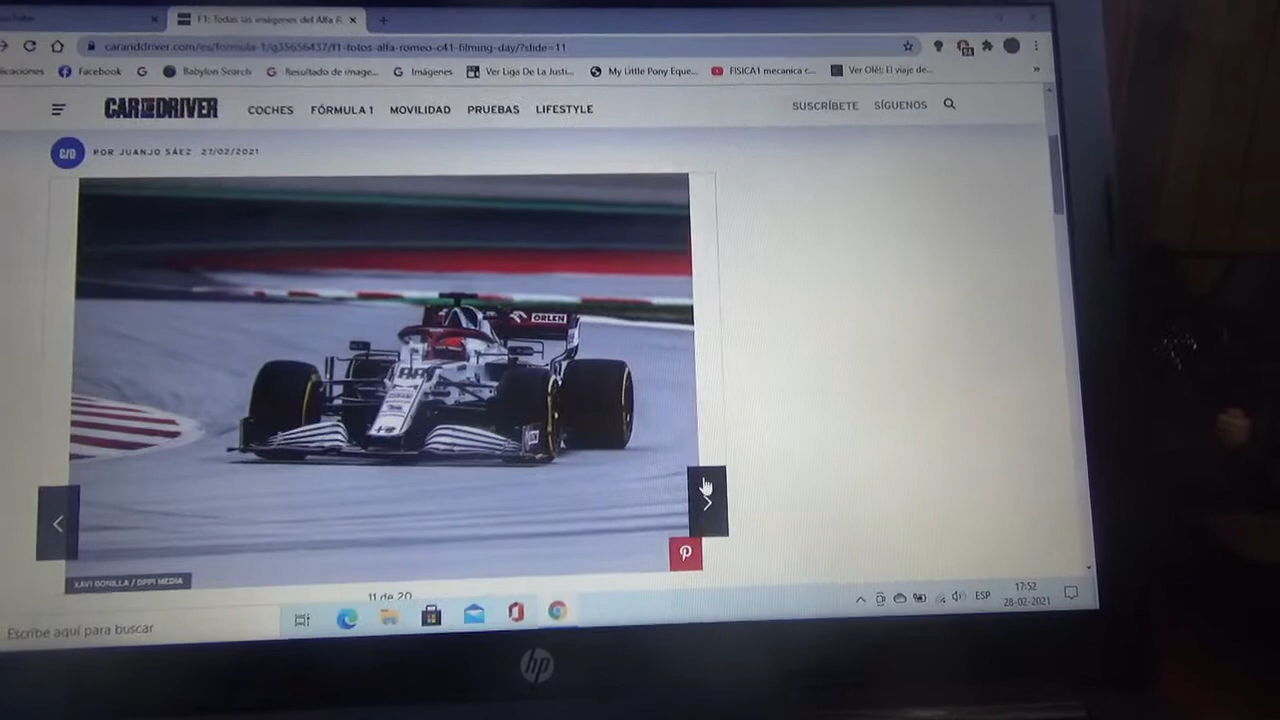 F1: Todas las imágenes del Alfa R
caranddriver.com/es/formula-1/g35656437/f1-fotos-alfa-romeo-c41-filming-day/?slide=11
icaciones Facebook Babylon Search Resultado de image... Imágenes Ver Liga De La Justi... My Little Pony Eque... FISICA1 mecanica c... Ver Olé!: El viaje de... »
CAR AND DRIVER COCHES FÓRMULA 1 MOVILIDAD PRUEBAS LIFESTYLE SUSCRÍBETE SÍGUENOS
C/D POR JUANJO SÁEZ 27/02/2021
ORLEN
XAVI BONILLA / DPPI MEDIA
11 de 20
Escribe aquí para buscar
ESP
17:52
28-02-2021
hp